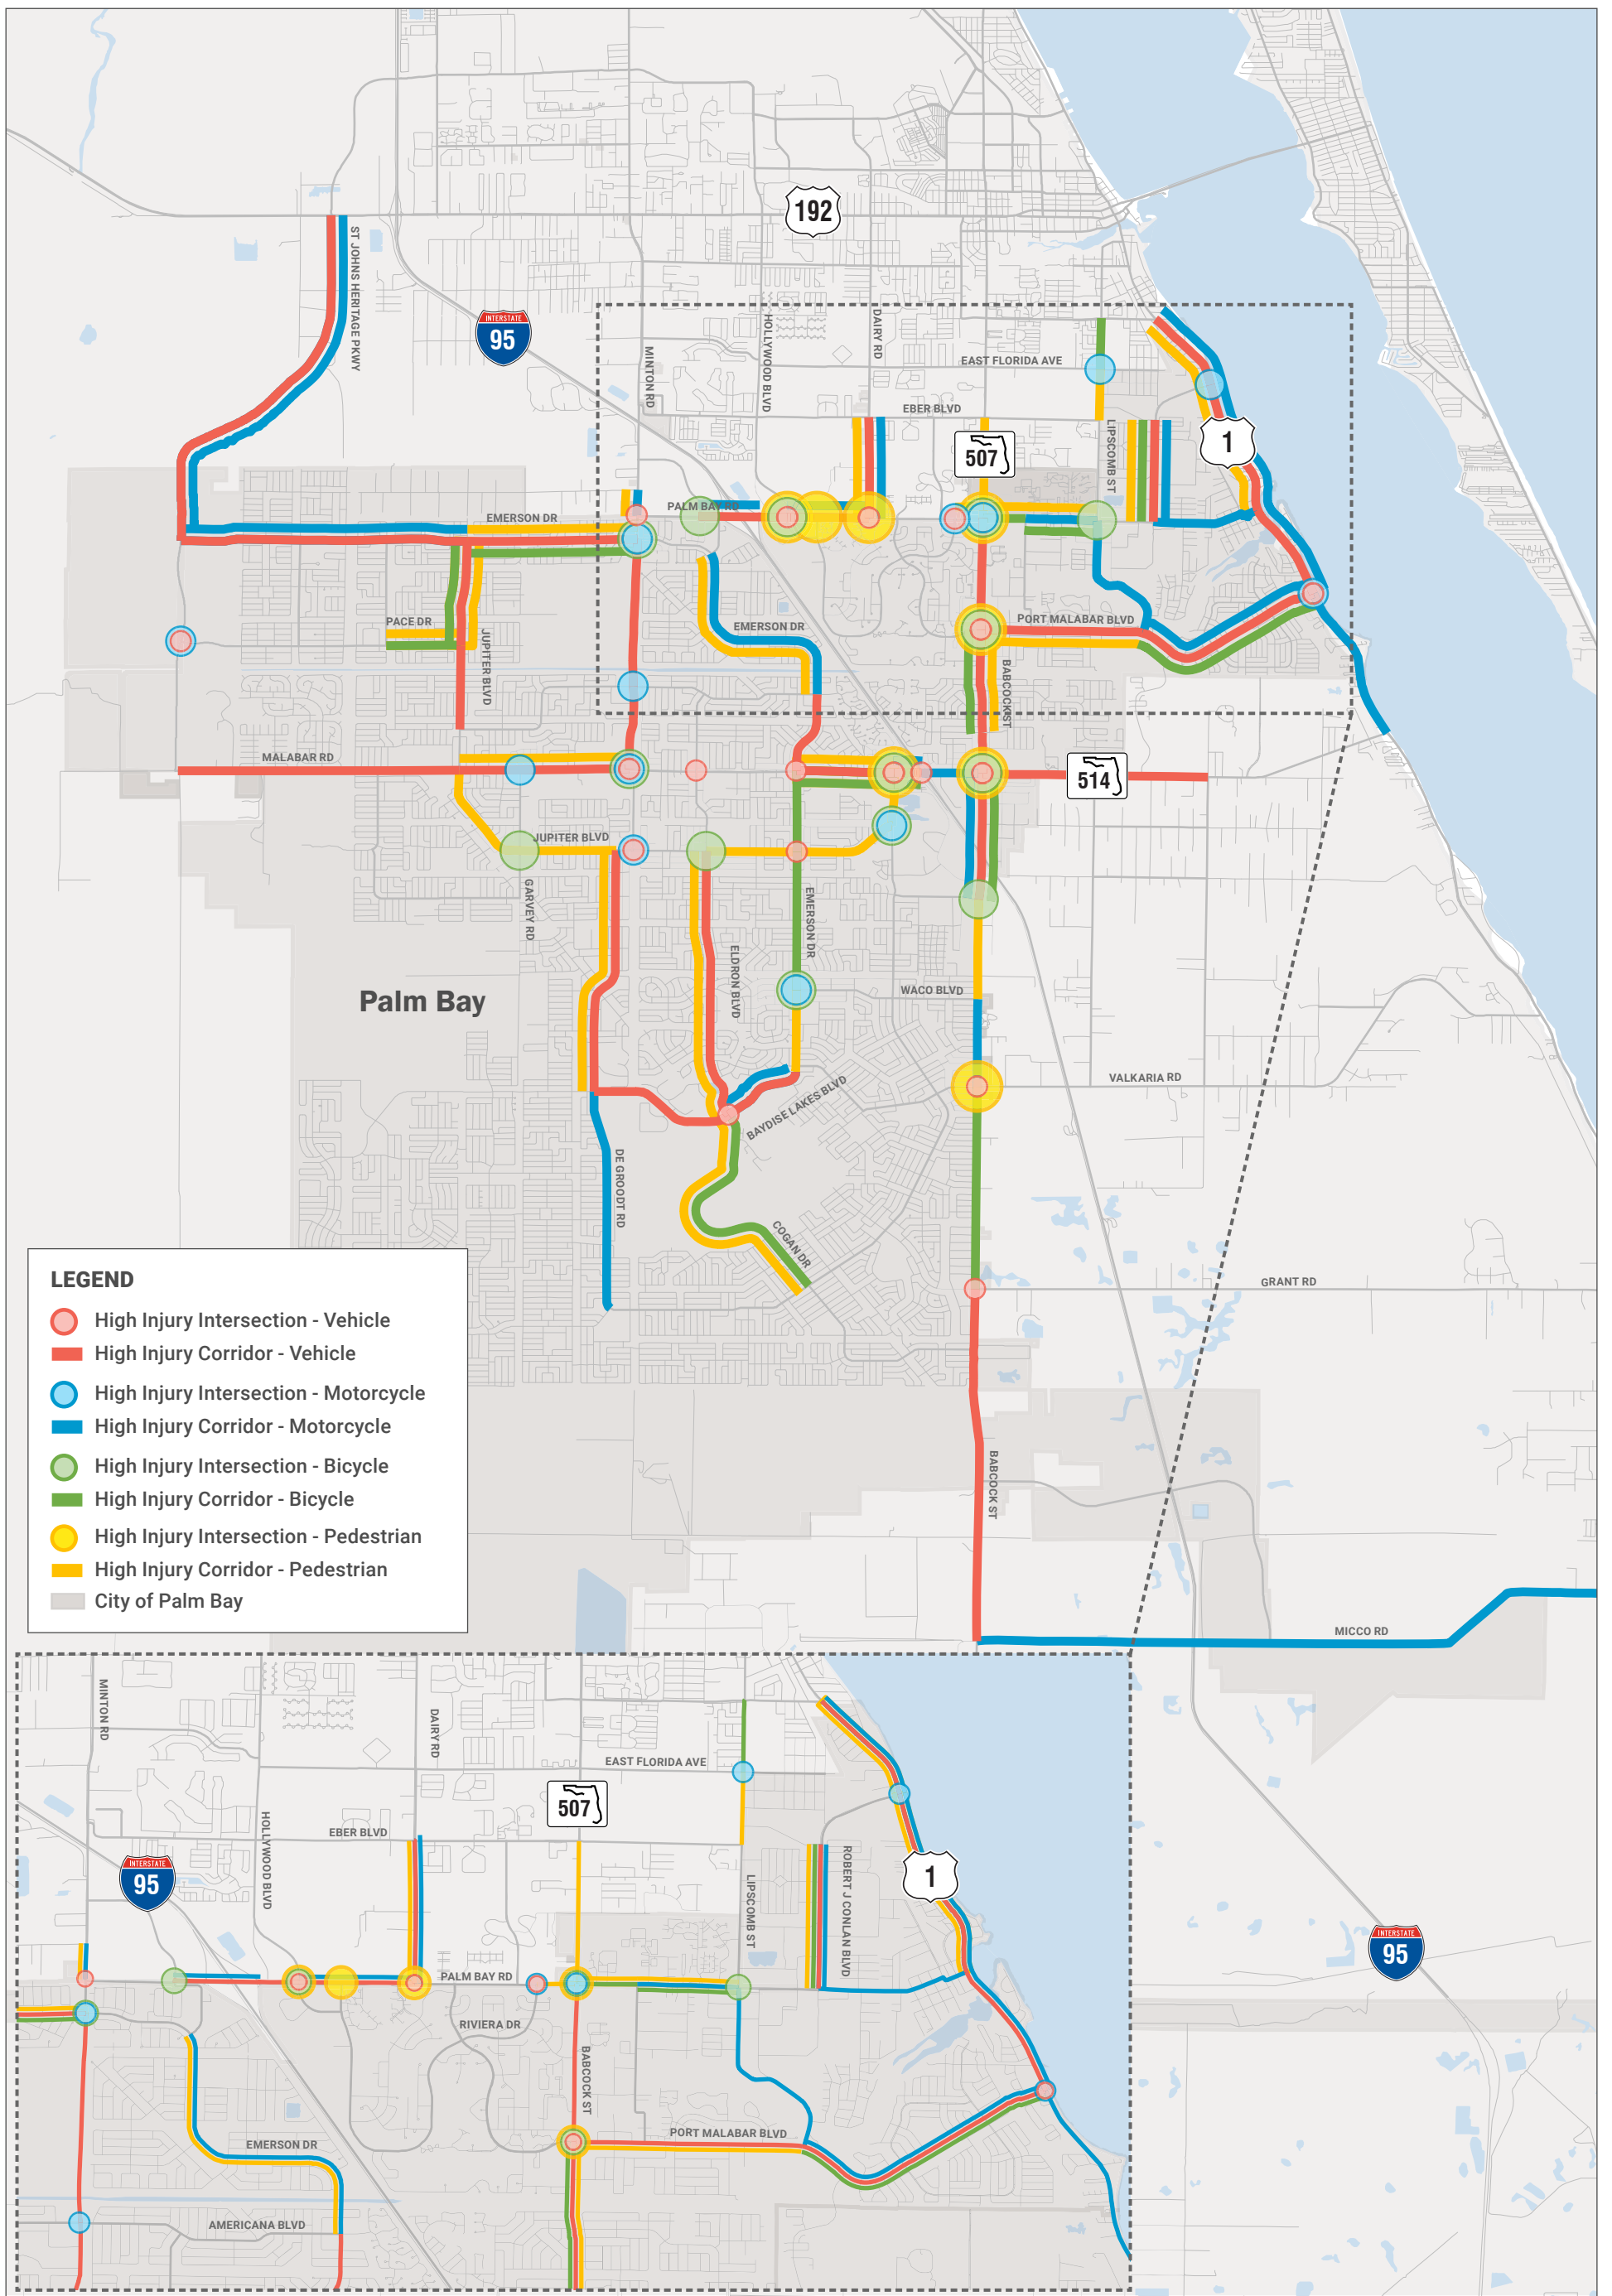 192
ST JOHNS HERITAGE PKWY
INTERSTATE
95
MINTON RD
HOLLYWOOD BLVD
DAIRY RD
EAST FLORIDA AVE
EBER BLVD
507
LIPSCOMB ST
1
PALM BAY RD
EMERSON DR
PACE DR
JUPITER BLVD
EMERSON DR
PORT MALABAR BLVD
BABCOCK ST
MALABAR RD
514
JUPITER BLVD
GARVEY RD
EMERSON DR
ELDRON BLVD
WACO BLVD
Palm Bay
VALKARIA RD
BAYDISE LAKES BLVD
DE GROODT RD
COGAN DR
GRANT RD
BABCOCK ST
MICCO RD
LEGEND
High Injury Intersection - Vehicle
High Injury Corridor - Vehicle
High Injury Intersection - Motorcycle
High Injury Corridor - Motorcycle
High Injury Intersection - Bicycle
High Injury Corridor - Bicycle
High Injury Intersection - Pedestrian
High Injury Corridor - Pedestrian
City of Palm Bay
MINTON RD
DAIRY RD
EAST FLORIDA AVE
507
HOLLYWOOD BLVD
EBER BLVD
INTERSTATE
95
1
LIPSCOMB ST
ROBERT J CONLAN BLVD
PALM BAY RD
RIVIERA DR
BABCOCK ST
PORT MALABAR BLVD
EMERSON DR
AMERICANA BLVD
INTERSTATE
95